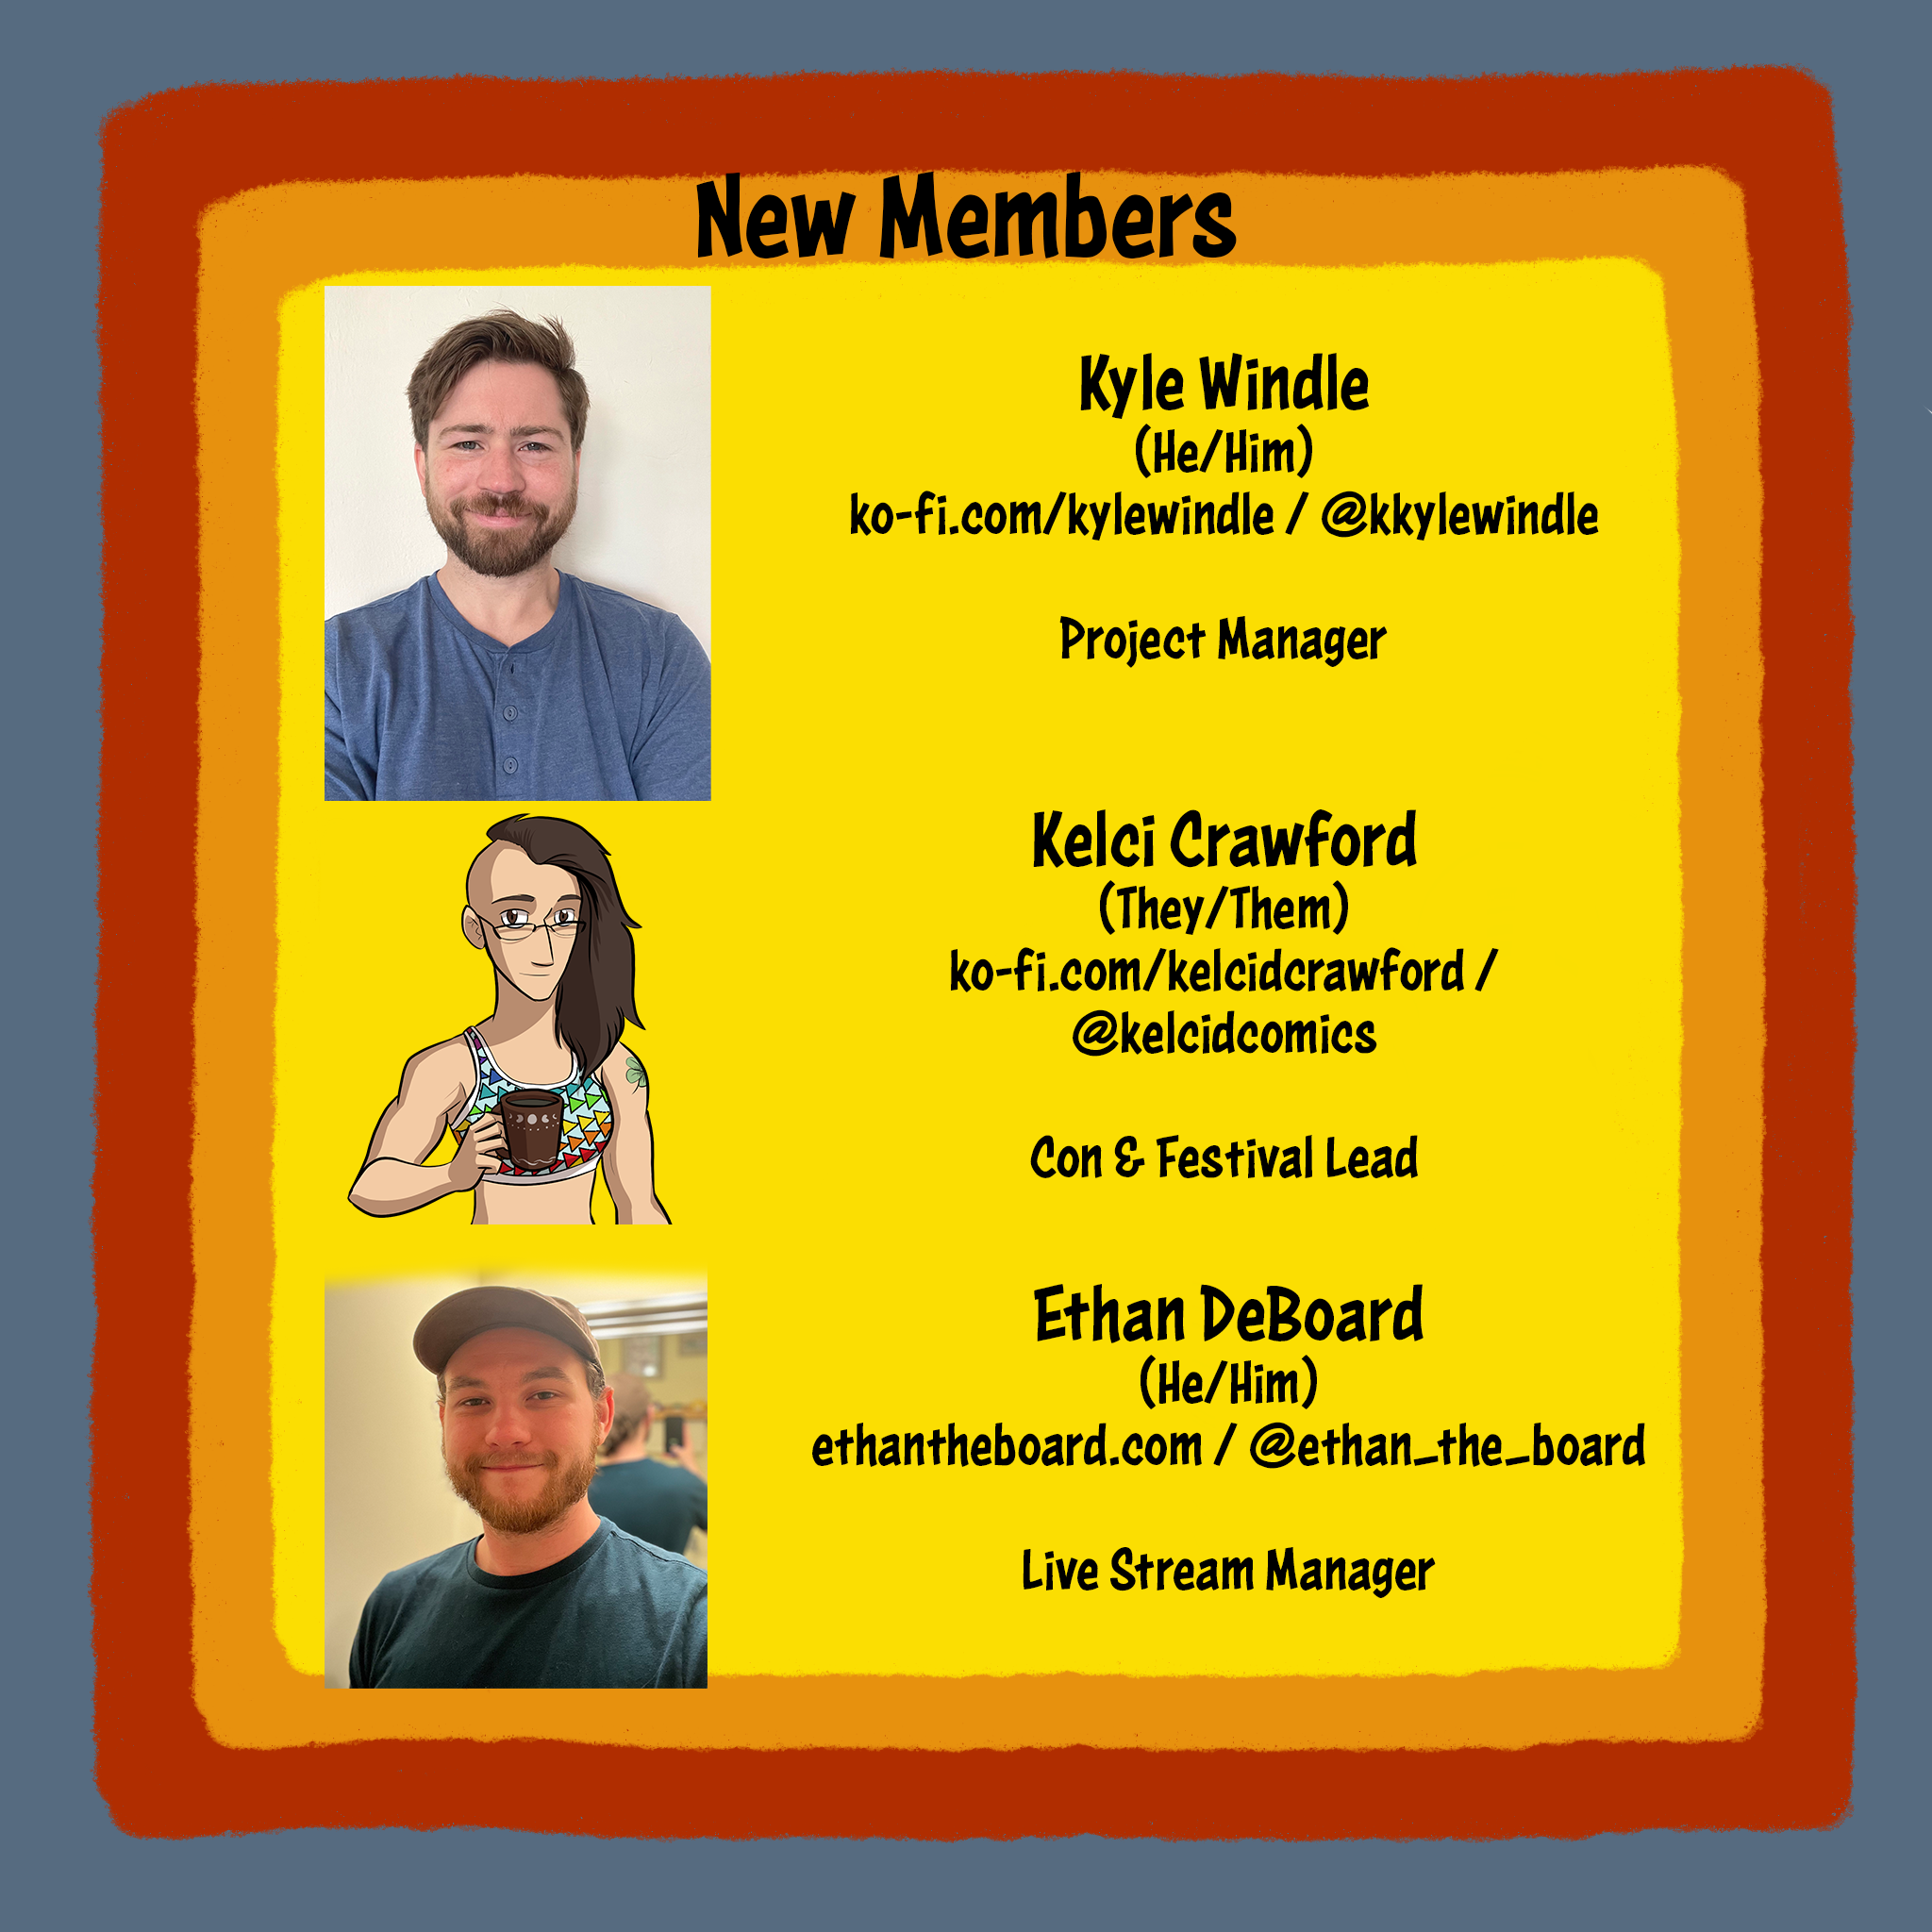 New Members
Kyle Windle
(He/Him)
ko-fi.com/kylewindle / @kkylewindle
Project Manager
Kelci Crawford
(They/Them)
ko-fi.com/kelcidcrawford /
@kelcidcomics
Con & Festival Lead
Ethan DeBoard
(He/Him)
ethantheboard.com / @ethan_the_board
Live Stream Manager